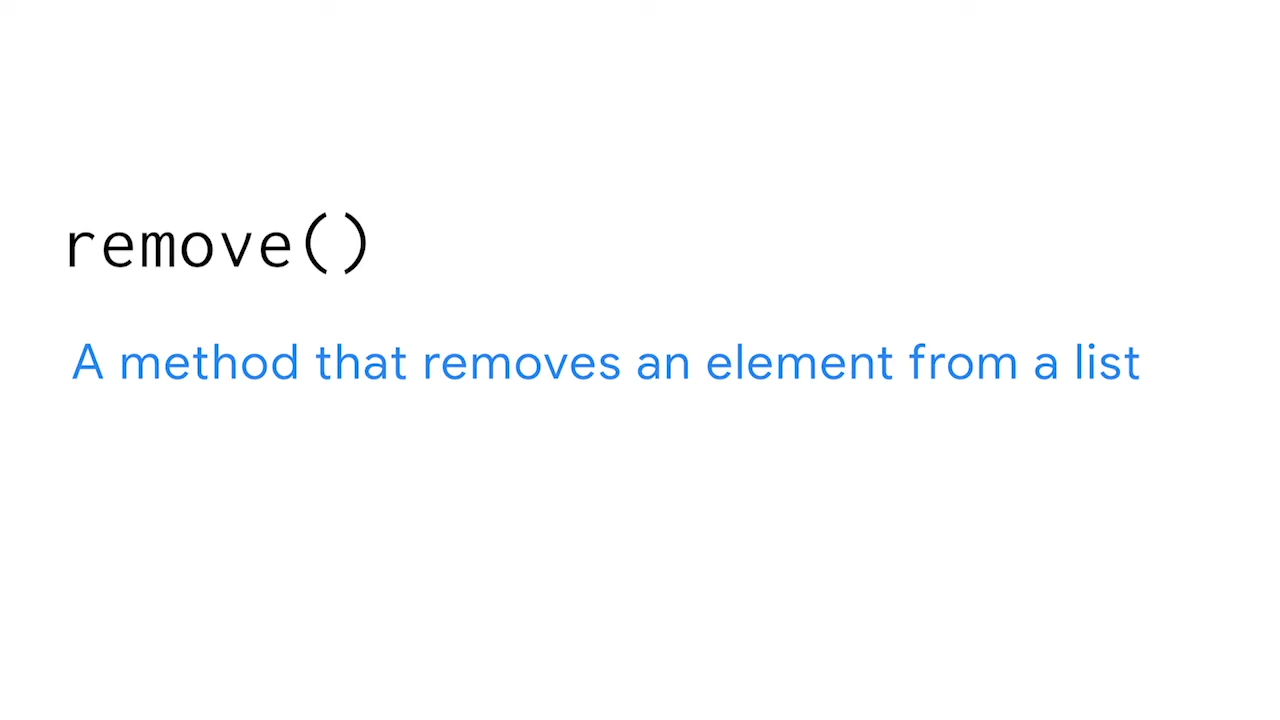 remove()
A method that removes an element from a list